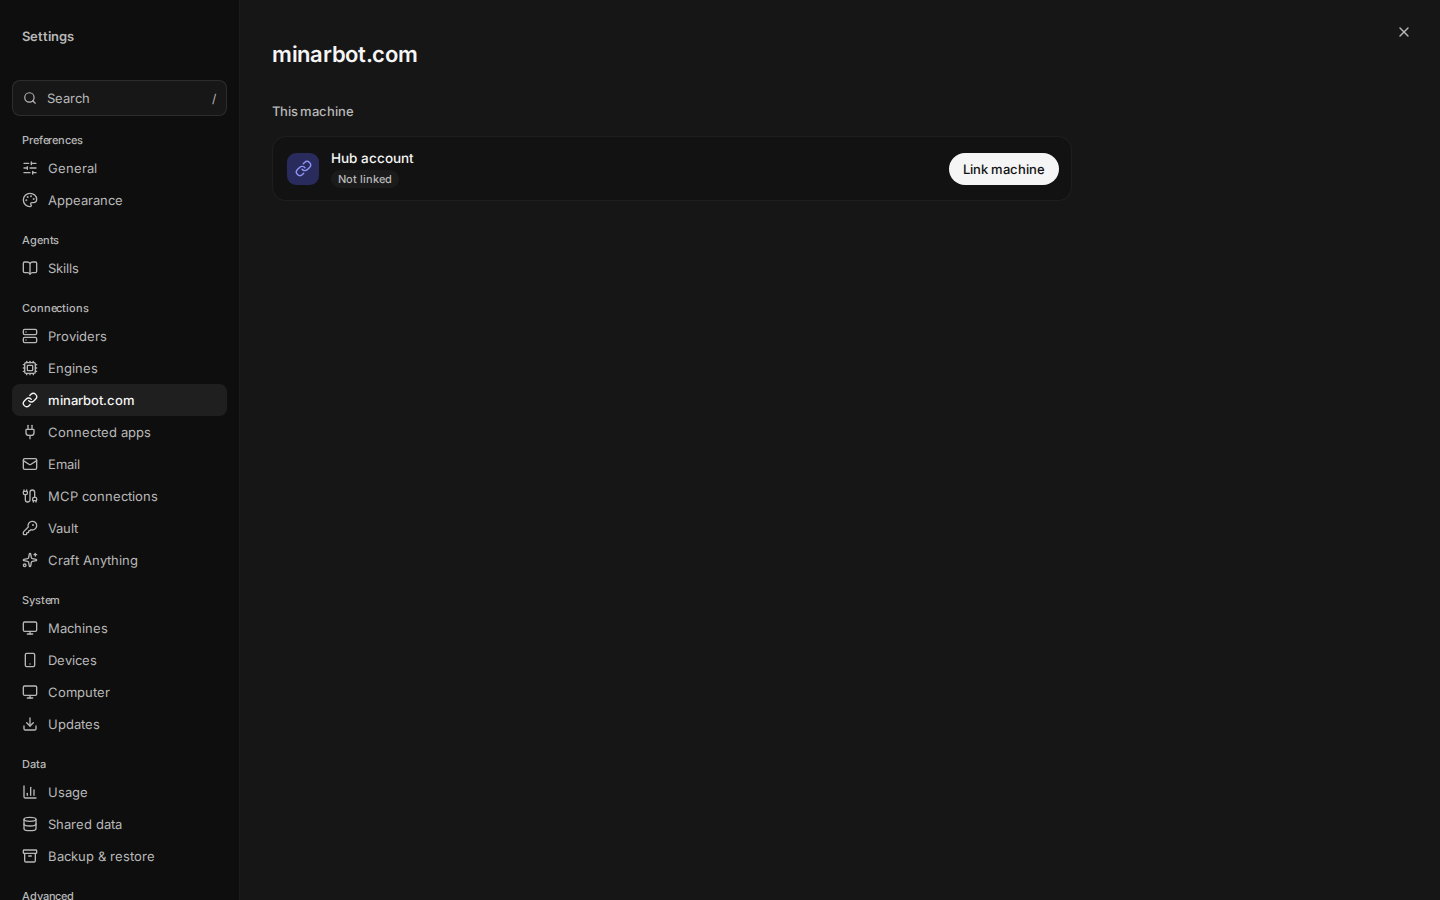 Settings
Search /
Preferences
General
Appearance
Agents
Skills
Connections
Providers
Engines
minarbot.com
Connected apps
Email
MCP connections
Vault
Craft Anything
System
Machines
Devices
Computer
Updates
Data
Usage
Shared data
Backup & restore
Advanced
minarbot.com
This machine
Hub account
Not linked
Link machine